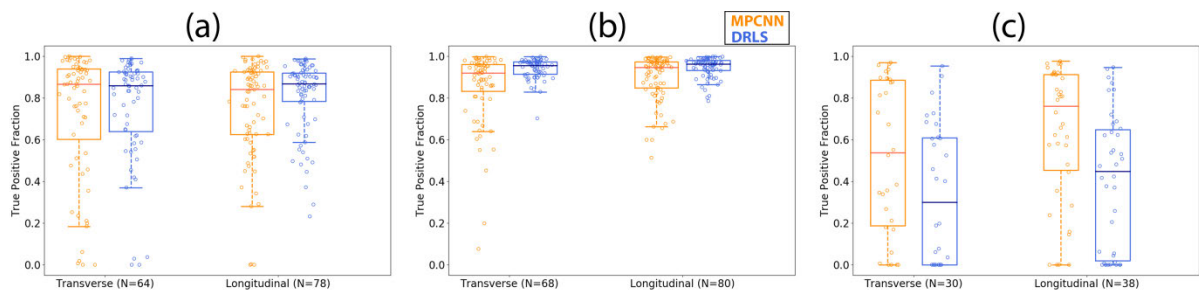 (a)
(b)
(c)
MPCNN
DRLS
True Positive Fraction
1.0
0.8
0.6
0.4
0.2
0.0
Transverse (N=64)
Longitudinal (N=78)
True Positive Fraction
1.0
0.8
0.6
0.4
0.2
0.0
Transverse (N=68)
Longitudinal (N=80)
True Positive Fraction
1.0
0.8
0.6
0.4
0.2
0.0
Transverse (N=30)
Longitudinal (N=38)